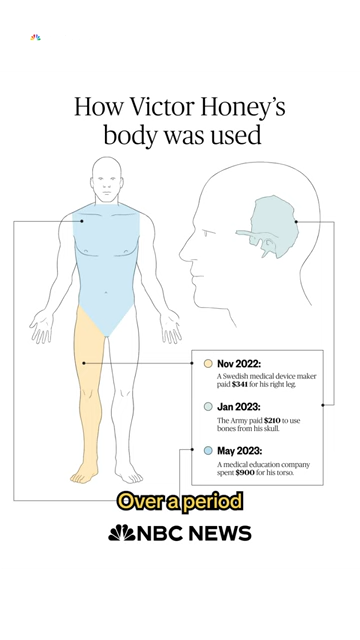 How Victor Honey's
body was used
Nov 2022:
A Swedish medical device maker
paid $341 for his right leg.
Jan 2023:
The Army paid $210 to use
bones from his skull.
May 2023:
A medical education company
spent $900 for his torso.
Over a period
NBC NEWS